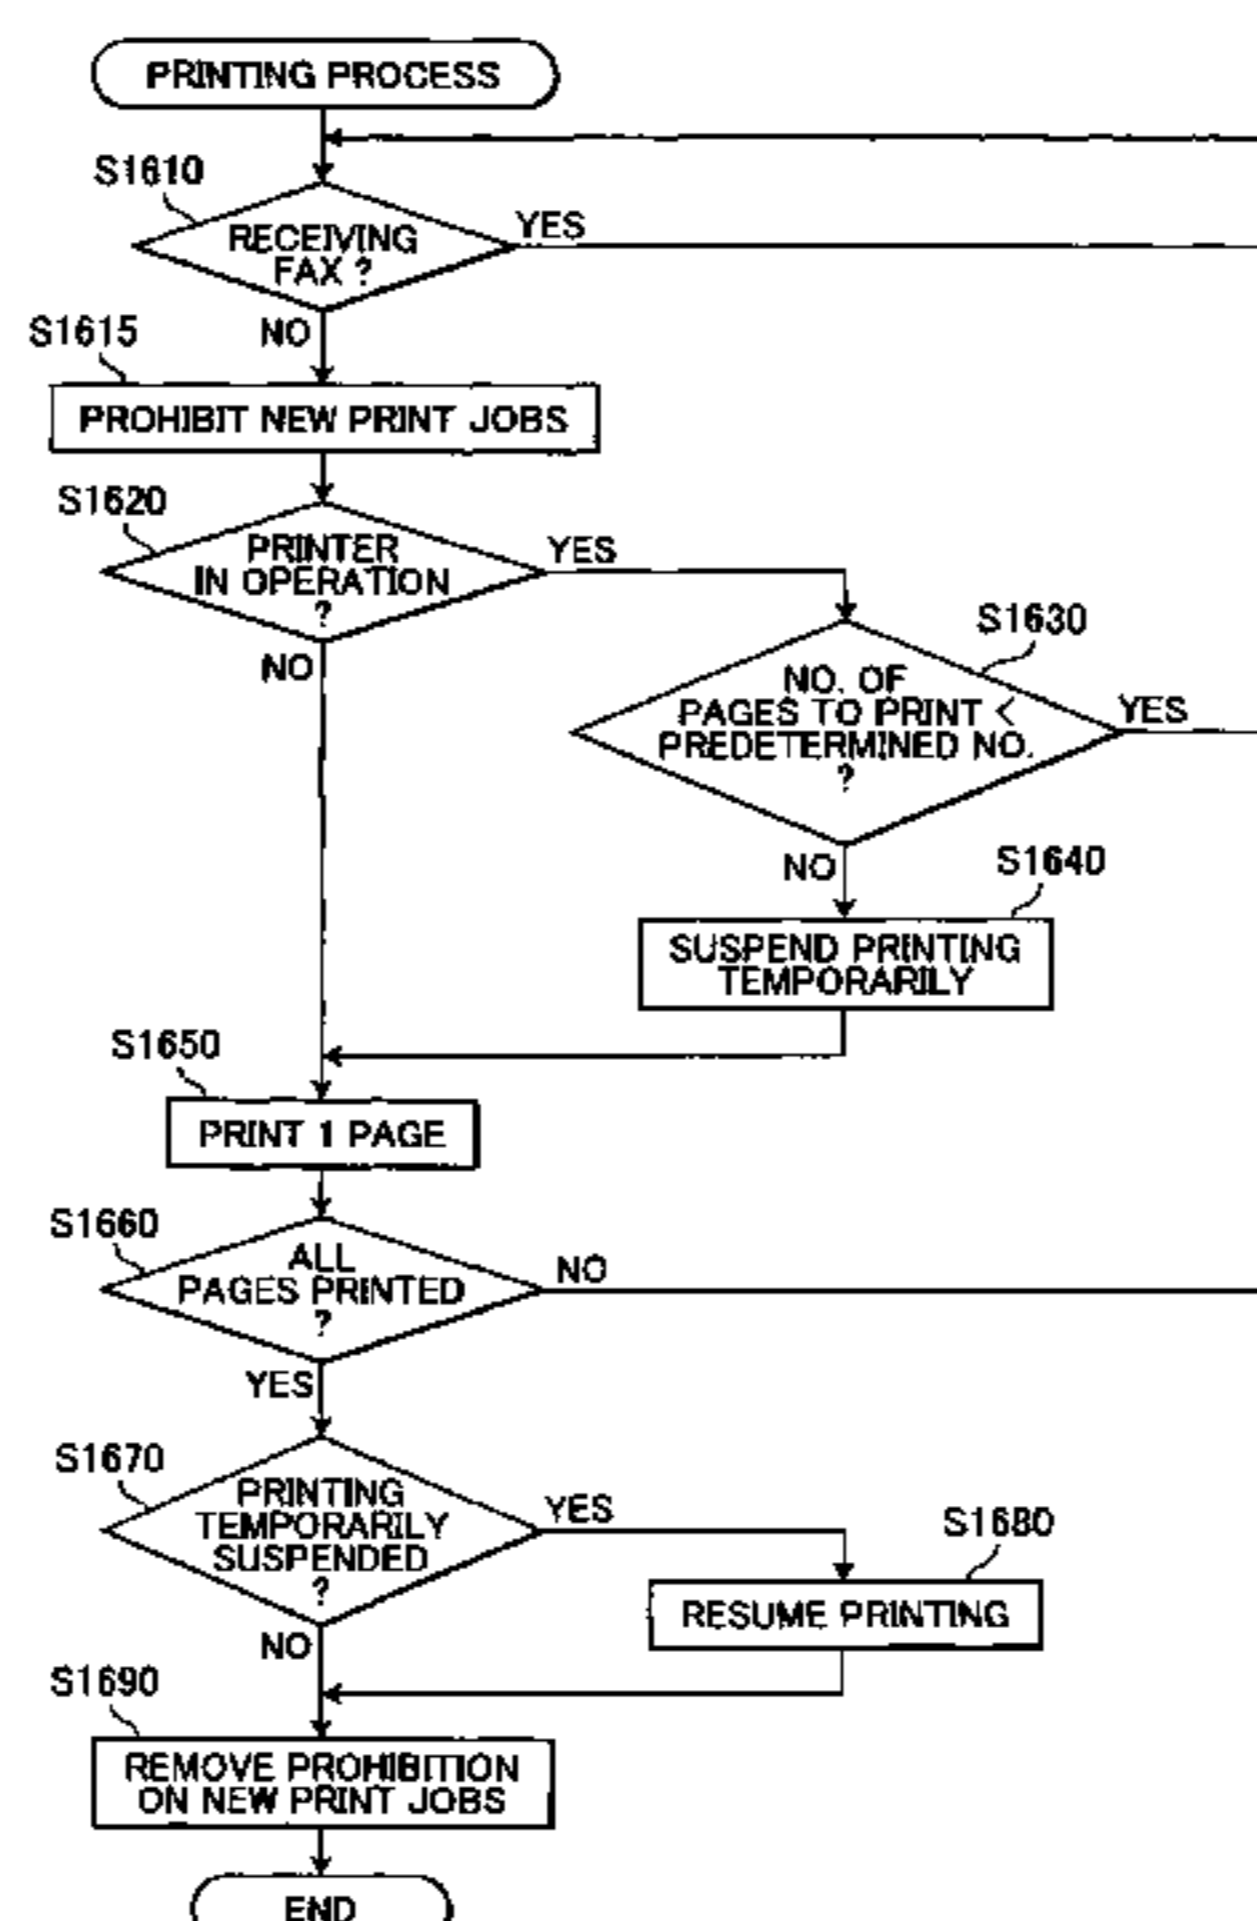 PRINTING PROCESS
S1610
RECEIVING
FAX ?
YES
NO
S1615
PROHIBIT NEW PRINT JOBS
S1620
PRINTER
IN OPERATION
?
YES
NO
S1630
NO. OF
PAGES TO PRINT <
PREDETERMINED NO.
?
YES
NO
S1640
SUSPEND PRINTING
TEMPORARILY
S1650
PRINT 1 PAGE
S1660
ALL
PAGES PRINTED
?
NO
YES
S1670
PRINTING
TEMPORARILY
SUSPENDED
?
YES
NO
S1680
RESUME PRINTING
S1690
REMOVE PROHIBITION
ON NEW PRINT JOBS
END